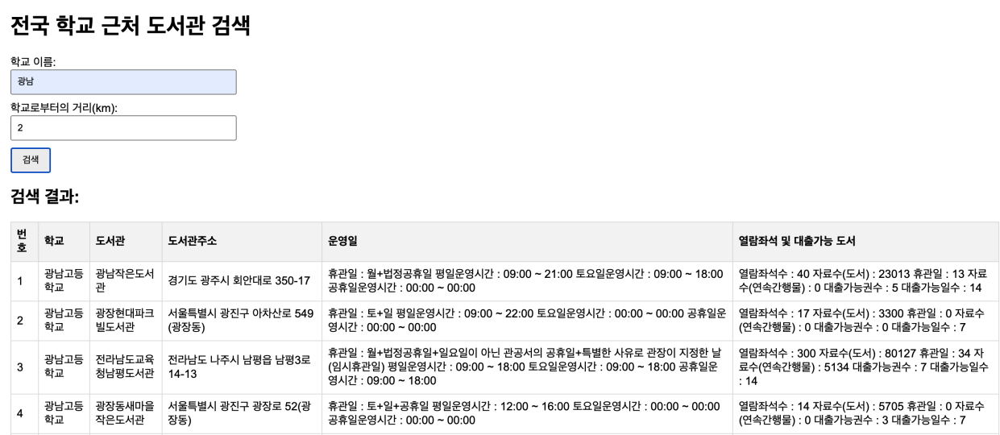 전국 학교 근처 도서관 검색
학교 이름:
광남
학교로부터의 거리(km):
2
검색
검색 결과:
번호 학교 도서관 도서관주소 운영일 열람좌석 및 대출가능 도서
1 광남고등학교 광남작은도서관 경기도 광주시 회안대로 350-17 휴관일 : 월+법정공휴일 평일운영시간 : 09:00 ~ 21:00 토요일운영시간 : 09:00 ~ 18:00 공휴일운영시간 : 00:00 ~ 00:00 열람좌석수 : 40 자료수(도서) : 23013 휴관일 : 13 자료수(연속간행물) : 0 대출가능권수 : 5 대출가능일수 : 14
2 광남고등학교 광장현대파크빌도서관 서울특별시 광진구 아차산로 549 (광장동) 휴관일 : 토+일 평일운영시간 : 09:00 ~ 22:00 토요일운영시간 : 00:00 ~ 00:00 공휴일운영시간 : 00:00 ~ 00:00 열람좌석수 : 17 자료수(도서) : 3300 휴관일 : 0 자료수(연속간행물) : 0 대출가능권수 : 0 대출가능일수 : 7
3 광남고등학교 전라남도교육청남평도서관 전라남도 나주시 남평읍 남평3로 14-13 휴관일 : 월+법정공휴일+일요일이 아닌 관공서의 공휴일+특별한 사유로 관장이 지정한 날(임시휴관일) 평일운영시간 : 09:00 ~ 18:00 토요일운영시간 : 09:00 ~ 18:00 공휴일운영시간 : 09:00 ~ 18:00 열람좌석수 : 300 자료수(도서) : 80127 휴관일 : 34 자료수(연속간행물) : 5134 대출가능권수 : 7 대출가능일수 : 14
4 광남고등학교 광장동새마을작은도서관 서울특별시 광진구 광장로 52(광장동) 휴관일 : 토+일+공휴일 평일운영시간 : 12:00 ~ 16:00 토요일운영시간 : 00:00 ~ 00:00 공휴일운영시간 : 00:00 ~ 00:00 열람좌석수 : 14 자료수(도서) : 5705 휴관일 : 0 자료수(연속간행물) : 0 대출가능권수 : 3 대출가능일수 : 7